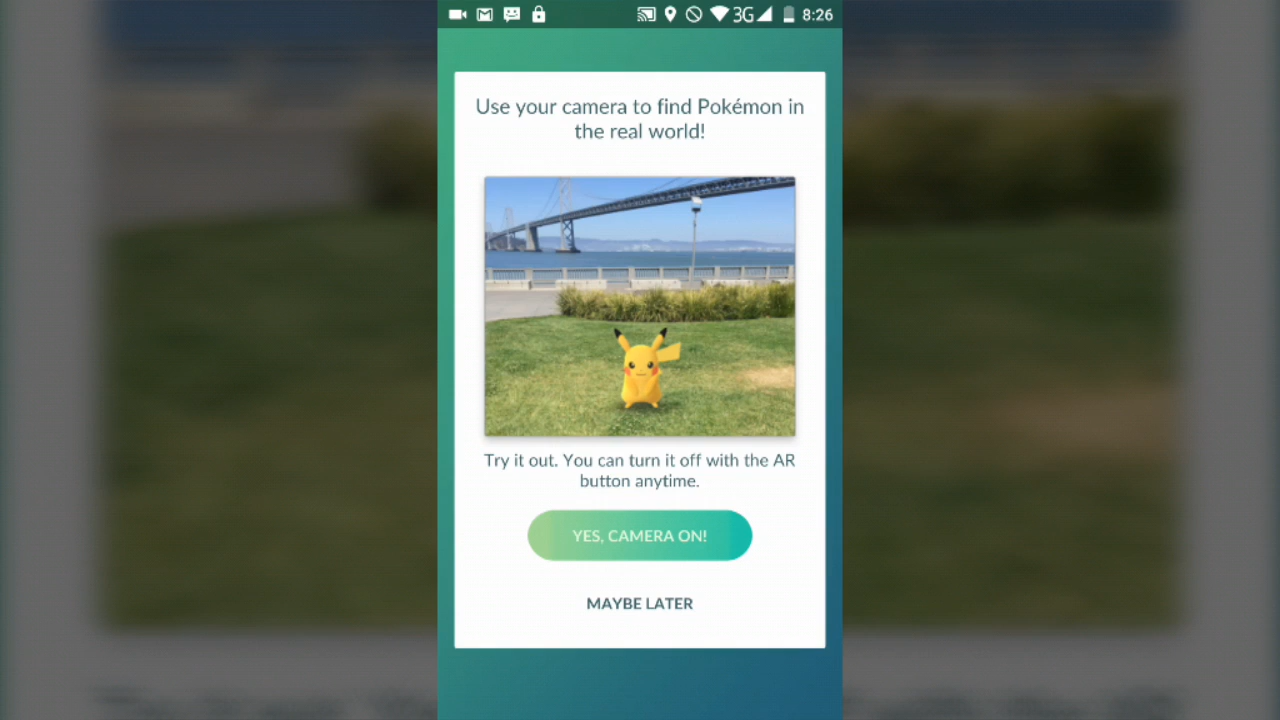 3G 8:26
Use your camera to find Pokémon in
the real world!
Try it out. You can turn it off with the AR
button anytime.
YES, CAMERA ON!
MAYBE LATER